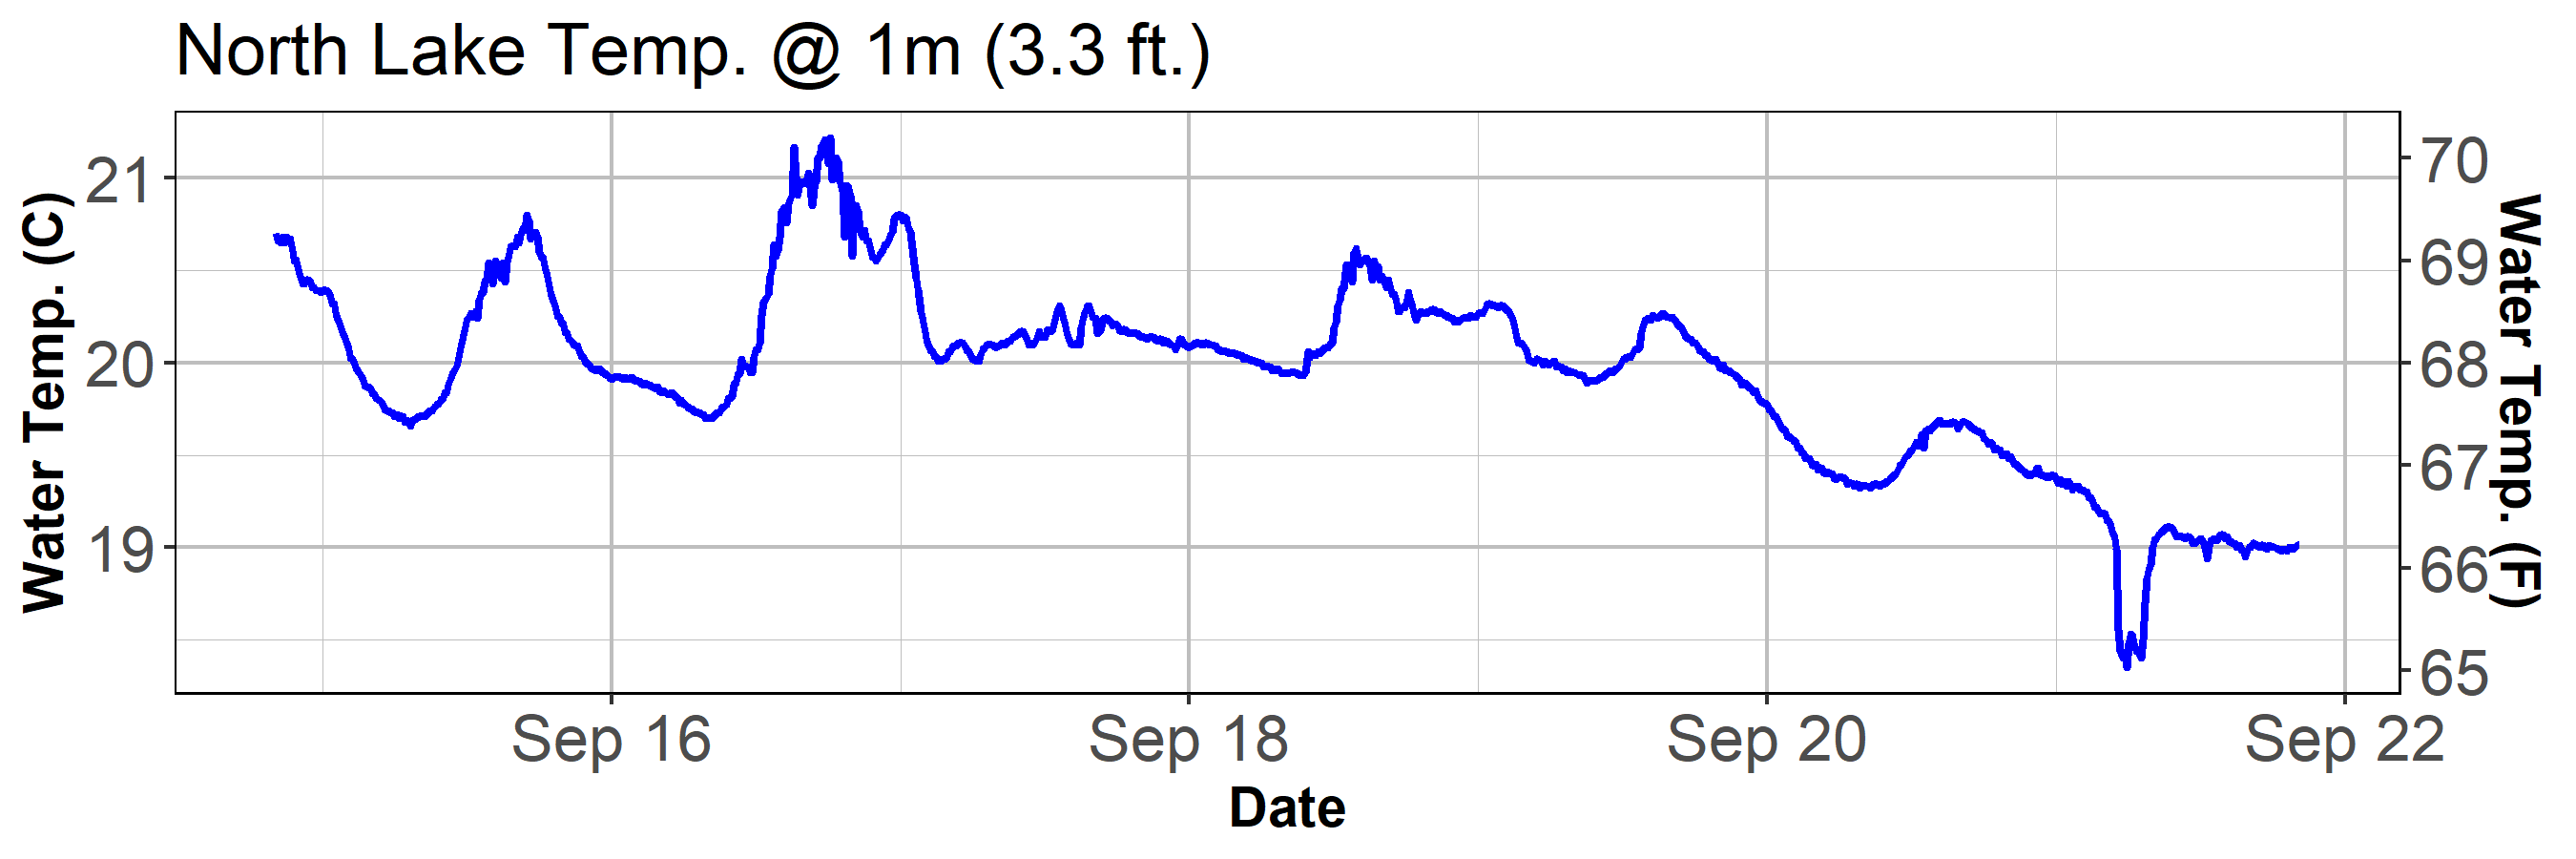 North Lake Temp. @ 1m (3.3 ft.)
Water Temp. (C)
21
20
19
70
69
68
67
66
65
Water Temp. (F)
Sep 16
Sep 18
Sep 20
Sep 22
Date